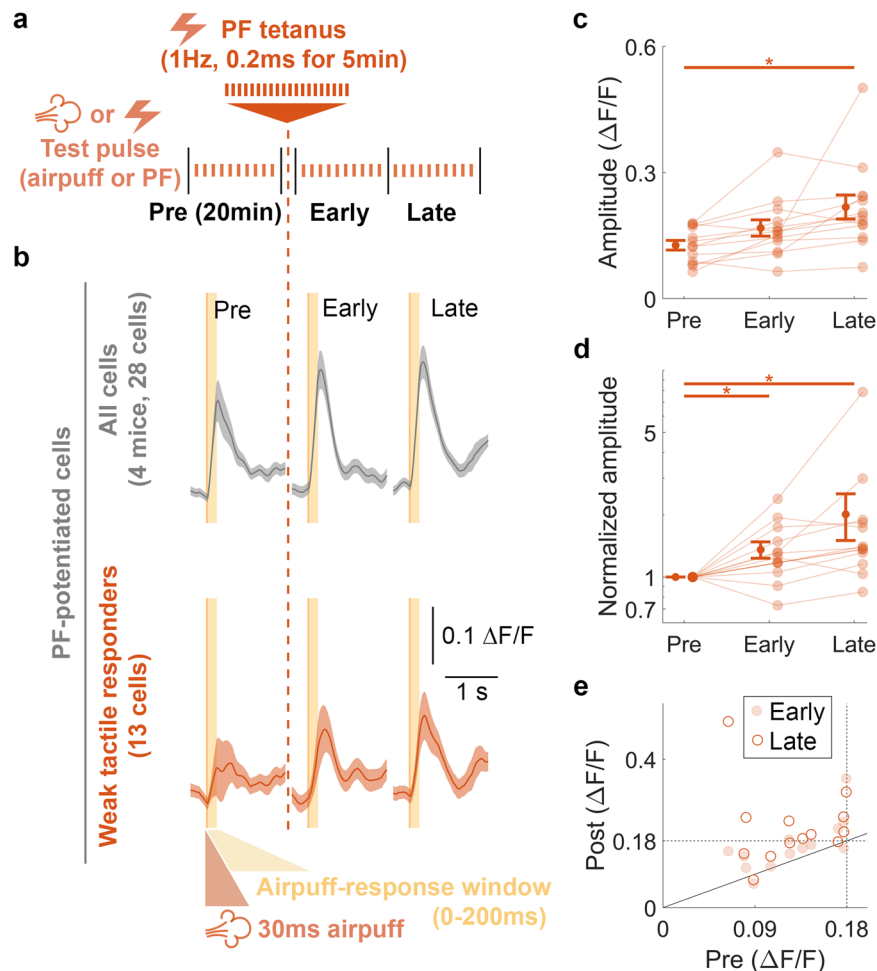 a
PF tetanus
(1Hz, 0.2ms for 5min)
or
Test pulse
(airpuff or PF)
Pre (20min)
Early
Late
b
PF-potentiated cells
All cells
(4 mice, 28 cells)
Pre
Early
Late
Weak tactile responders
(13 cells)
0.1 ΔF/F
1 s
Airpuff-response window
(0-200ms)
30ms airpuff
c
Amplitude (ΔF/F)
0.6
0.3
0
*
Pre
Early
Late
d
Normalized amplitude
5
1
0.7
*
*
Pre
Early
Late
e
Post (ΔF/F)
0.4
0.18
0
Early
Late
0
0.09
0.18
Pre (ΔF/F)